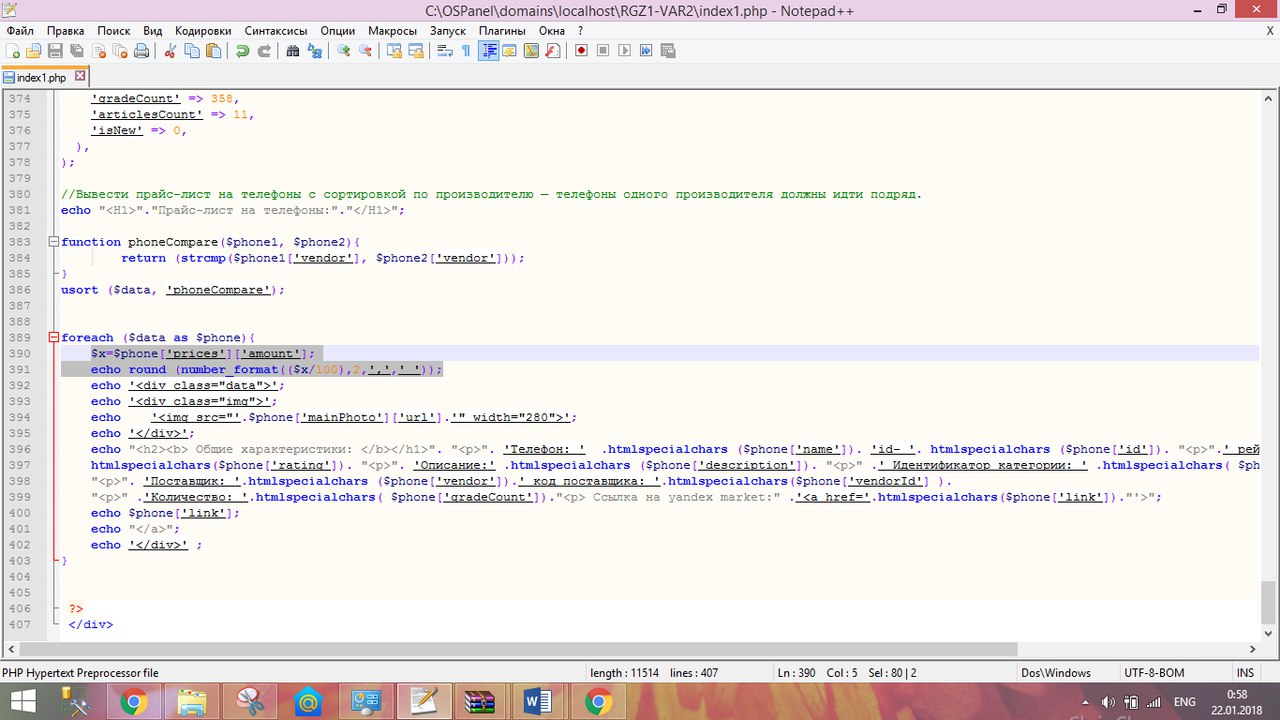 C:\OSPanel\domains\localhost\RGZ1-VAR2\index1.php - Notepad++
Файл Правка Поиск Вид Кодировки Синтаксисы Опции Макросы Запуск Плагины Окна ? X
index1.php
374 'gradeCount' => 358,
375 'articlesCount' => 11,
376 'isNew' => 0,
377 ),
378 );
379
380 //Вывести прайс-лист на телефоны с сортировкой по производителю — телефоны одного производителя должны идти подряд.
381 echo "<H1>"."Прайс-лист на телефоны:"."</H1>";
382
383 function phoneCompare($phone1, $phone2){
384 return (strcmp($phone1['vendor'], $phone2['vendor']));
385 }
386 usort ($data, 'phoneCompare');
387
388
389 foreach ($data as $phone){
390 $x=$phone['prices']['amount'];
391 echo round (number_format(($x/100),2,',',' '));
392 echo '<div class="data">';
393 echo '<div class="img">';
394 echo '<img src="'.$phone['mainPhoto']['url'].'" width="280">';
395 echo '</div>';
396 echo "<h2><b> Общие характеристики: </b></h1>". "<p>". 'Телефон: ' .htmlspecialchars ($phone['name']). 'id- '. htmlspecialchars ($phone['id']). "<p>".' рей
397 htmlspecialchars($phone['rating']). "<p>". 'Описание:' .htmlspecialchars ($phone['description']). "<p>" .' Идентификатор категории: ' .htmlspecialchars( $ph
398 "<p>". 'Поставщик: '.htmlspecialchars ($phone['vendor']).' код поставщика: '.htmlspecialchars($phone['vendorId'] ).
399 "<p>" .'Количество: '.htmlspecialchars( $phone['gradeCount'])."<p> Ссылка на yandex market:" .'<a href='.htmlspecialchars($phone['link'])."'>";
400 echo $phone['link'];
401 echo "</a>";
402 echo '</div>' ;
403 }
404
405
406 ?>
407 </div>
PHP Hypertext Preprocessor file length : 11514 lines : 407 Ln : 390 Col : 5 Sel : 80 | 2 Dos\Windows UTF-8-BOM INS
ENG
0:58
22.01.2018